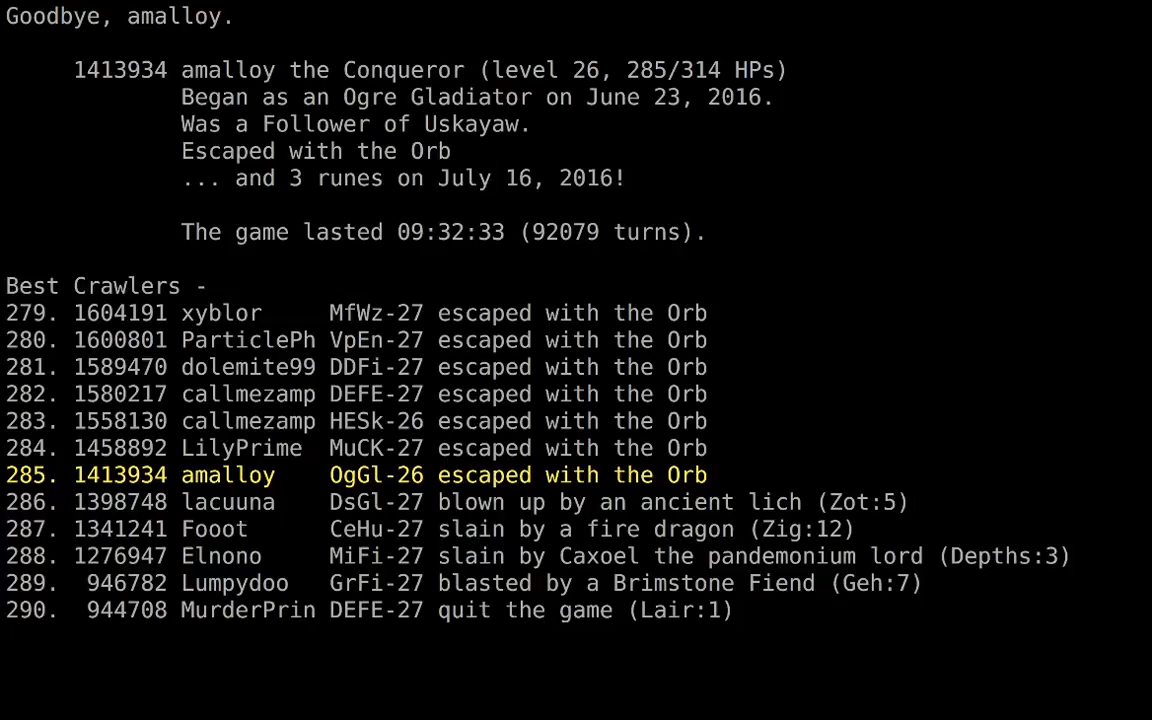 Goodbye, amalloy.
1413934 amalloy the Conqueror (level 26, 285/314 HPs)
Began as an Ogre Gladiator on June 23, 2016.
Was a Follower of Uskayaw.
Escaped with the Orb
... and 3 runes on July 16, 2016!
The game lasted 09:32:33 (92079 turns).
Best Crawlers -
279. 1604191 xyblor MfWz-27 escaped with the Orb
280. 1600801 ParticlePh VpEn-27 escaped with the Orb
281. 1589470 dolemite99 DDFi-27 escaped with the Orb
282. 1580217 callmezamp DEFE-27 escaped with the Orb
283. 1558130 callmezamp HESk-26 escaped with the Orb
284. 1458892 LilyPrime MuCK-27 escaped with the Orb
285. 1413934 amalloy OgGl-26 escaped with the Orb
286. 1398748 lacuuna DsGl-27 blown up by an ancient lich (Zot:5)
287. 1341241 Fooot CeHu-27 slain by a fire dragon (Zig:12)
288. 1276947 Elnono MiFi-27 slain by Caxoel the pandemonium lord (Depths:3)
289. 946782 Lumpydoo GrFi-27 blasted by a Brimstone Fiend (Geh:7)
290. 944708 MurderPrin DEFE-27 quit the game (Lair:1)